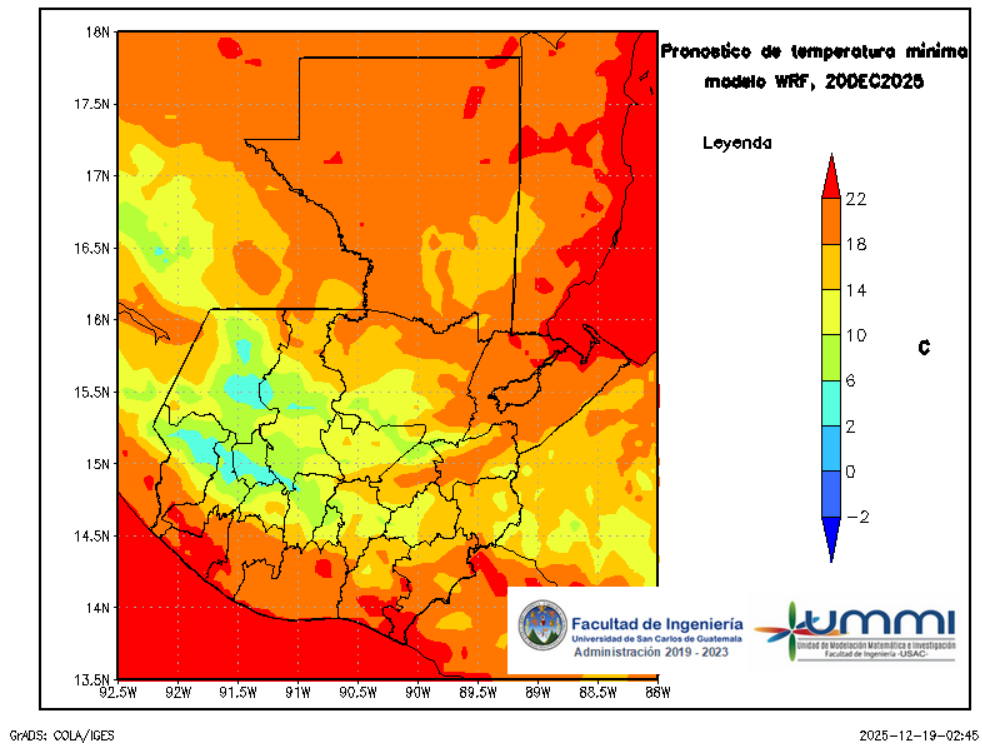 Pronostico de temperatura minima
modelo WRF, 20DEC2025
Leyenda
22
18
14
10
6
2
0
−2
C
18N
17.5N
17N
16.5N
16N
15.5N
15N
14.5N
14N
13.5N
92.5W 92W 91.5W 91W 90.5W 90W 89.5W 89W 88.5W 88W
Facultad de Ingeniería
Universidad de San Carlos de Guatemala
Administración 2019 - 2023
ummi
Unidad de Modelación Matemática e Investigación
Facultad de Ingeniería -USAC-
GrADS: COLA/IGES
2025-12-19-02:45